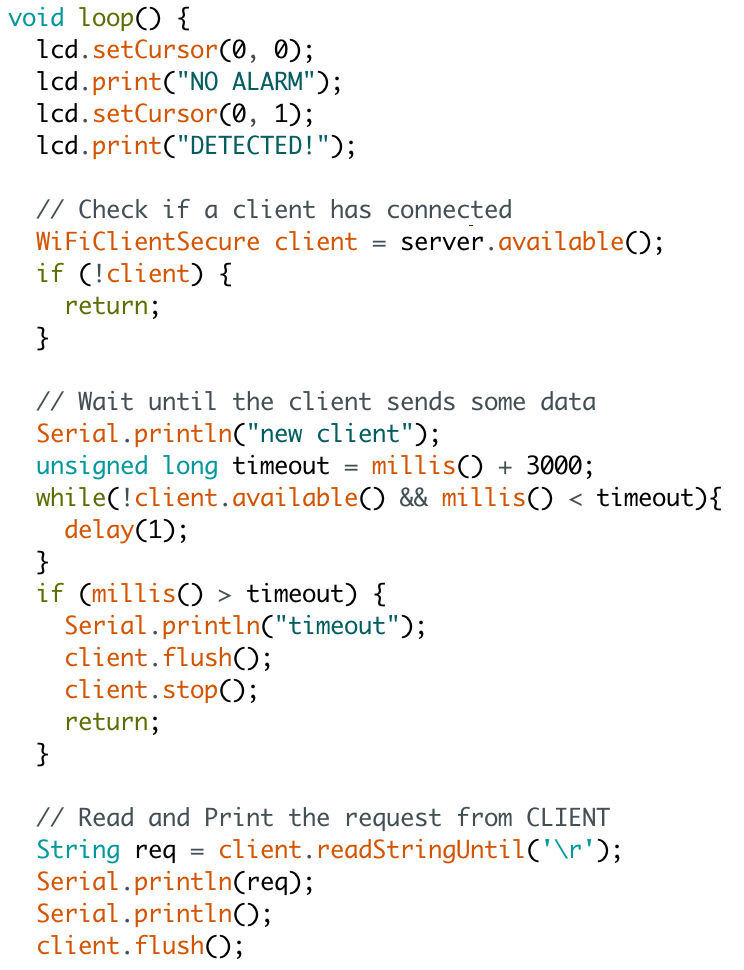 void loop() {
  lcd.setCursor(0, 0);
  lcd.print("NO ALARM");
  lcd.setCursor(0, 1);
  lcd.print("DETECTED!");

  // Check if a client has connected
  WiFiClientSecure client = server.available();
  if (!client) {
    return;
  }

  // Wait until the client sends some data
  Serial.println("new client");
  unsigned long timeout = millis() + 3000;
  while(!client.available() && millis() < timeout){
    delay(1);
  }
  if (millis() > timeout) {
    Serial.println("timeout");
    client.flush();
    client.stop();
    return;
  }

  // Read and Print the request from CLIENT
  String req = client.readStringUntil('\r');
  Serial.println(req);
  Serial.println();
  client.flush();